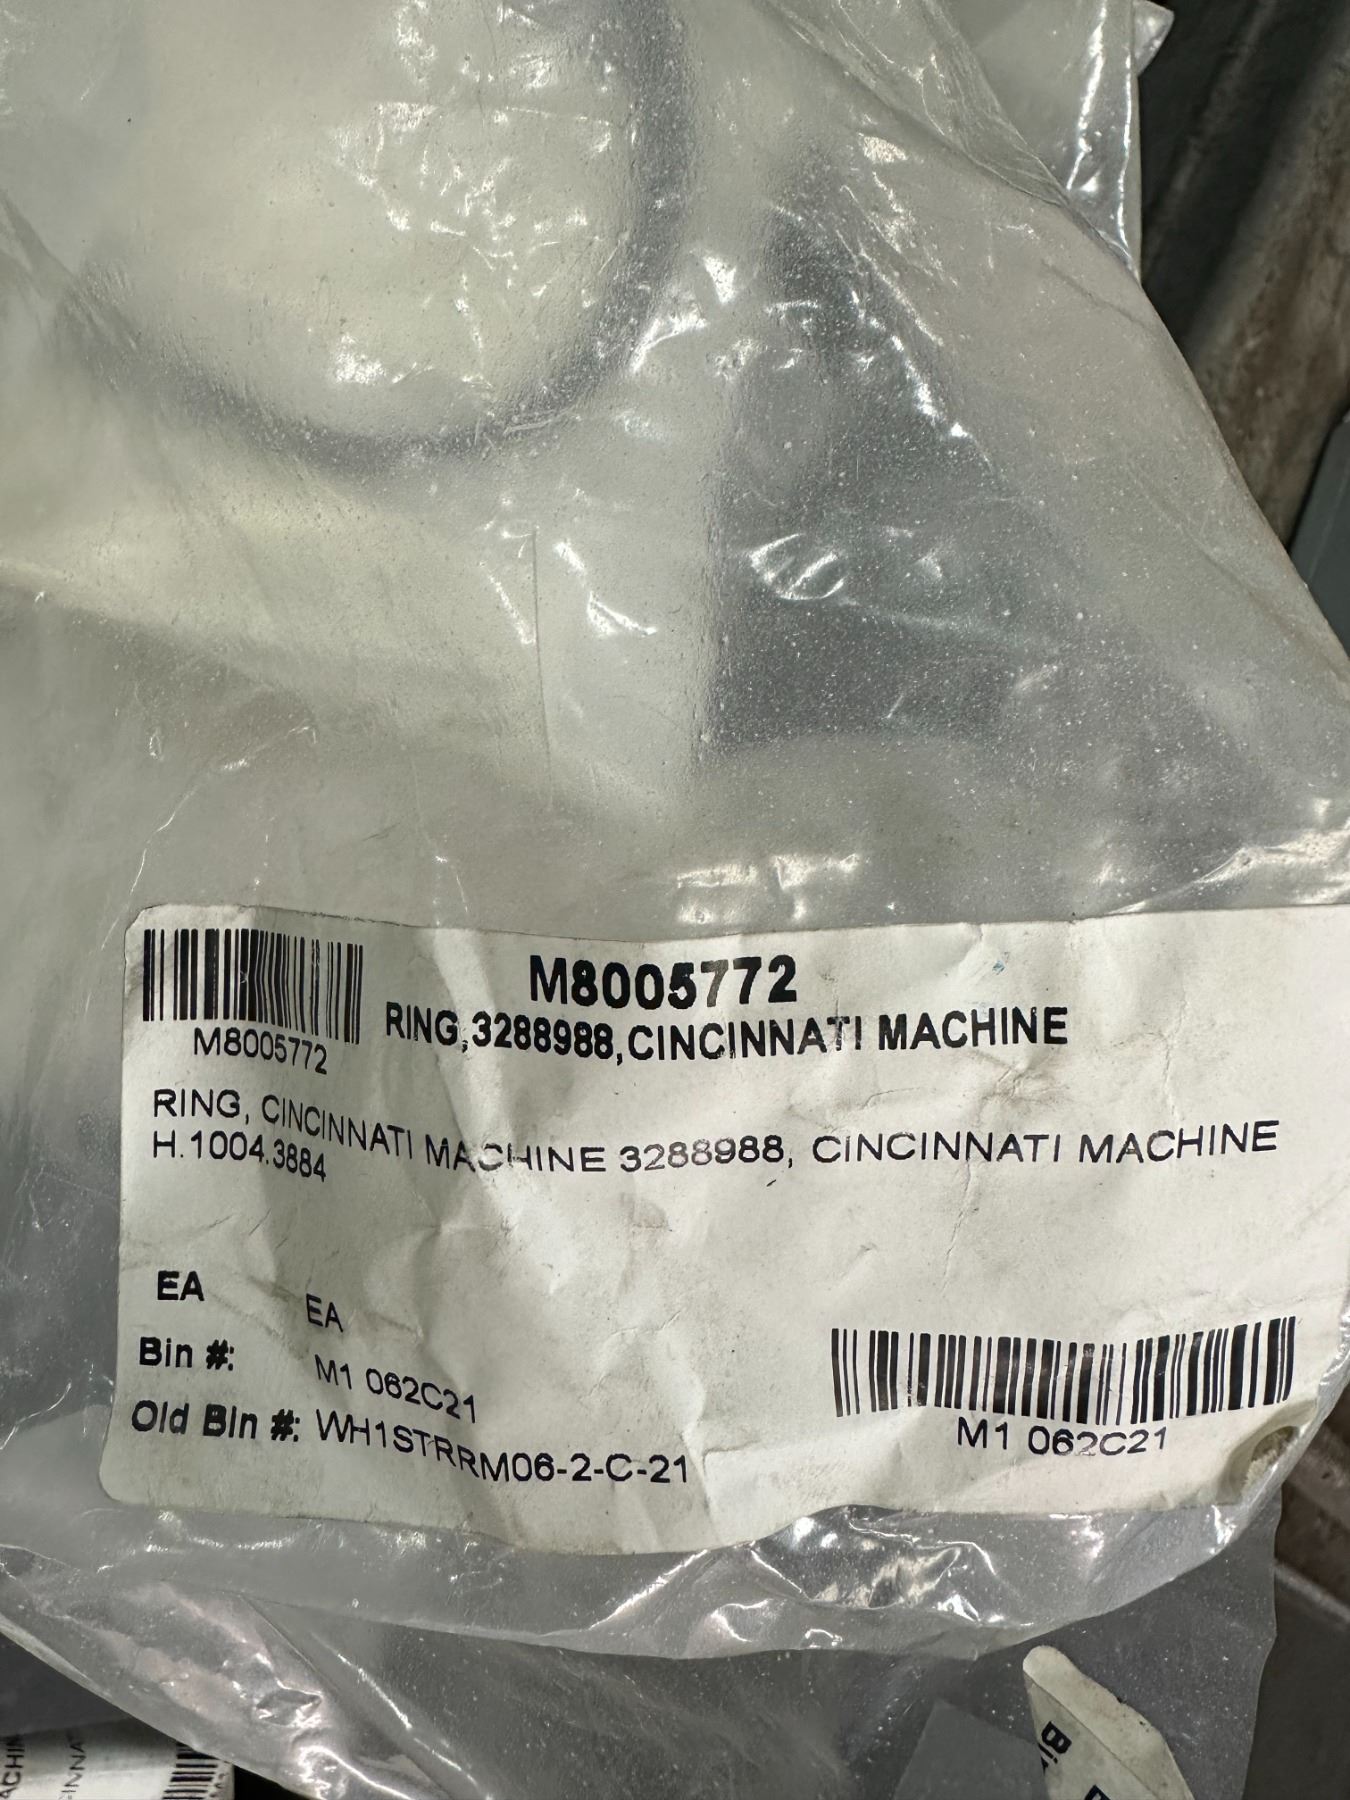 M8005772
M8005772
RING,3288988,CINCINNATI MACHINE
RING, CINCINNATI MACHINE 3288988, CINCINNATI MACHINE
H.1004.3884
EA EA
Bin #: M1 062C21
Old Bin #: WH1STRRM06-2-C-21
M1 062C21